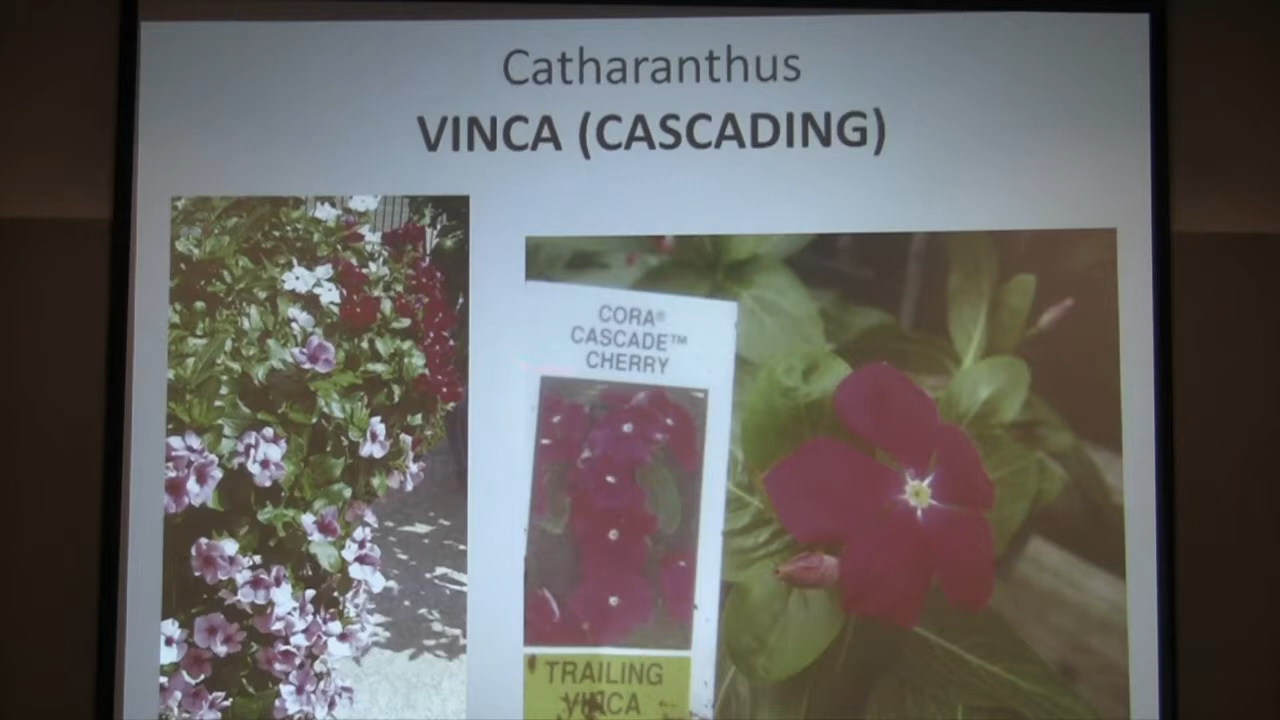 Catharanthus
VINCA (CASCADING)
CORA®
CASCADE™
CHERRY
TRAILING
VINCA